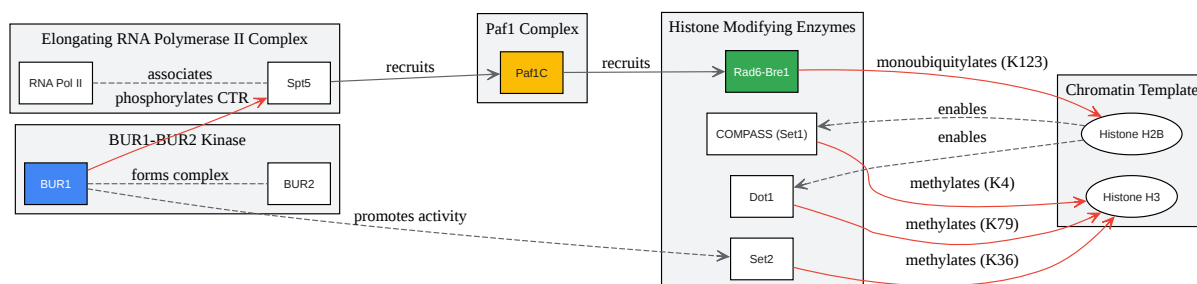 Elongating RNA Polymerase II Complex
RNA Pol II
associates
Spt5
phosphorylates CTR
BUR1-BUR2 Kinase
BUR1
forms complex
BUR2
promotes activity
recruits
Paf1 Complex
Paf1C
recruits
Histone Modifying Enzymes
Rad6-Bre1
COMPASS (Set1)
Dot1
Set2
monoubiquitylates (K123)
enables
enables
methylates (K4)
methylates (K79)
methylates (K36)
Chromatin Template
Histone H2B
Histone H3